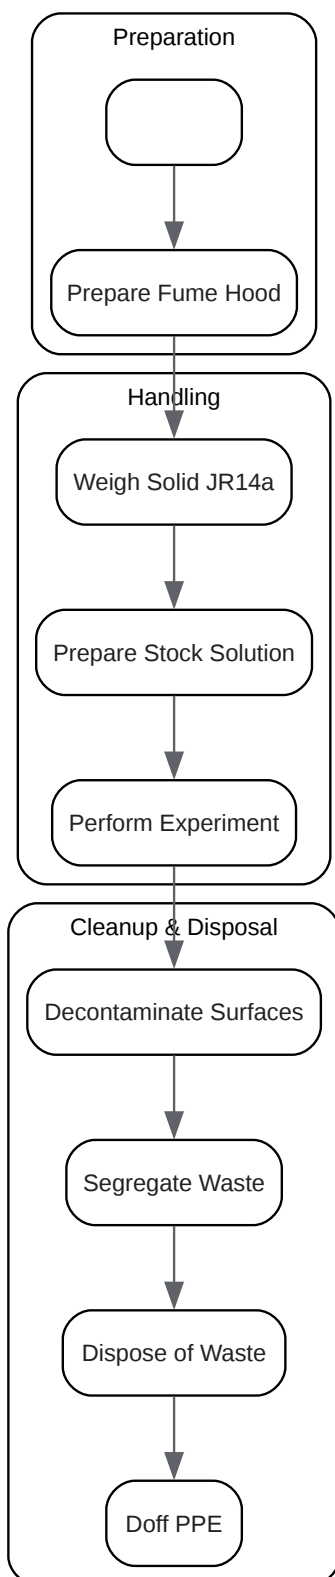 Preparation
Prepare Fume Hood
Handling
Weigh Solid JR14a
Prepare Stock Solution
Perform Experiment
Cleanup & Disposal
Decontaminate Surfaces
Segregate Waste
Dispose of Waste
Doff PPE